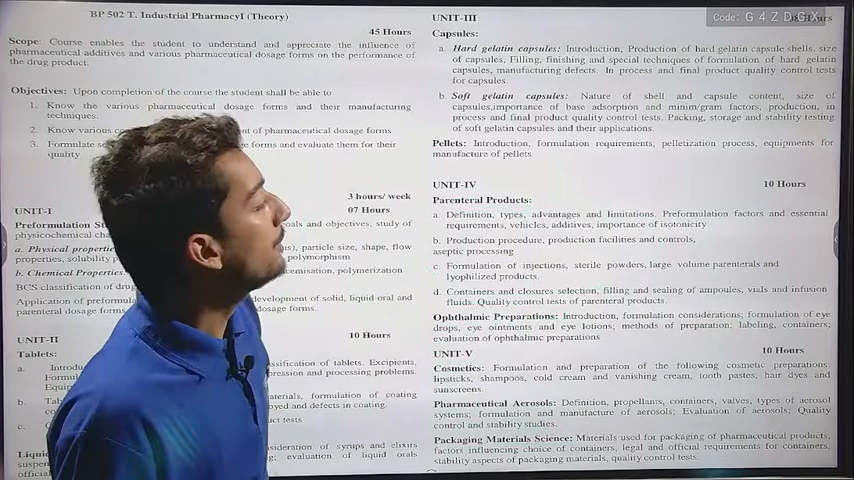 BP 502 T. Industrial PharmacyI (Theory)
45 Hours
Scope: Course enables the student to understand and appreciate the influence of
pharmaceutical additives and various pharmaceutical dosage forms on the performance of
the drug product.
Objectives: Upon completion of the course the student shall be able to
1. Know the various pharmaceutical dosage forms and their manufacturing
techniques.
2. Know various of pharmaceutical dosage forms
3. Formulate forms and evaluate them for their
quality
3 hours/ week
UNIT-I 07 Hours
Preformulation and objectives, study of
physicochemical
a. Physical particle size, shape, flow
properties, solubility polymorphism
b. Chemical Properties: polymerization
BCS classification of
Application of development of solid, liquid oral and
parenteral dosage forms.
UNIT-II 10 Hours
Tablets:
a. of tablets. Excipients,
and processing problems.
b. formulation of coating
and defects in coating.
c. tests
of syrups and elixirs
evaluation of liquid orals
UNIT-III Hours
Code: G4ZDGX
Capsules:
a. Hard gelatin capsules: Introduction, Production of hard gelatin capsule shells. size
of capsules, Filling, finishing and special techniques of formulation of hard gelatin
capsules, manufacturing defects. In process and final product quality control tests
for capsules.
b. Soft gelatin capsules: Nature of shell and capsule content, size of
capsules,importance of base adsorption and minim/gram factors, production, in
process and final product quality control tests. Packing, storage and stability testing
of soft gelatin capsules and their applications.
Pellets: Introduction, formulation requirements, pelletization process, equipments for
manufacture of pellets
UNIT-IV 10 Hours
Parenteral Products:
a. Definition, types, advantages and limitations. Preformulation factors and essential
requirements, vehicles, additives, importance of isotonicity
b. Production procedure, production facilities and controls,
aseptic processing
c. Formulation of injections, sterile powders, large volume parenterals and
lyophilized products.
d. Containers and closures selection, filling and sealing of ampoules, vials and infusion
fluids. Quality control tests of parenteral products.
Ophthalmic Preparations: Introduction, formulation considerations; formulation of eye
drops, eye ointments and eye lotions; methods of preparation; labeling, containers;
evaluation of ophthalmic preparations
UNIT-V 10 Hours
Cosmetics: Formulation and preparation of the following cosmetic preparations:
lipsticks, shampoos, cold cream and vanishing cream, tooth pastes, hair dyes and
sunscreens.
Pharmaceutical Aerosols: Definition, propellants, containers, valves, types of aerosol
systems; formulation and manufacture of aerosols; Evaluation of aerosols; Quality
control and stability studies.
Packaging Materials Science: Materials used for packaging of pharmaceutical products,
factors influencing choice of containers, legal and official requirements for containers,
stability aspects of packaging materials, quality control tests.